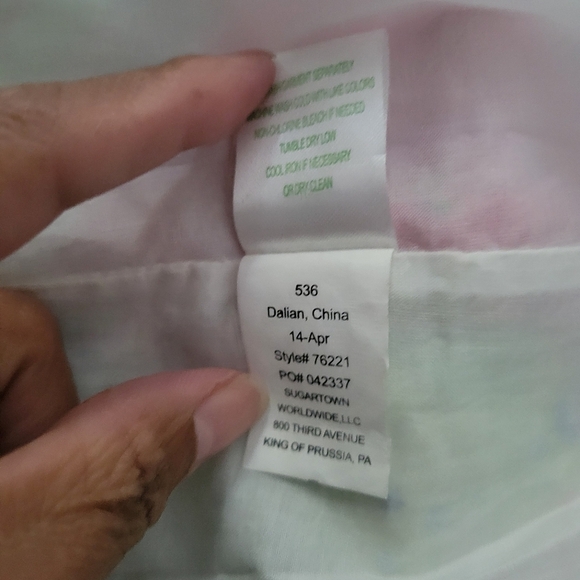 GARMENT SEPARATELY
MACHINE WASH COLD WITH LIKE COLORS
NON-CHLORINE BLEACH IF NEEDED
TUMBLE DRY LOW
COOL IRON IF NECESSARY
OR DRY CLEAN
536
Dalian, China
14-Apr
Style# 76221
PO# 042337
SUGARTOWN
WORLDWIDE,LLC
800 THIRD AVENUE
KING OF PRUSSIA, PA